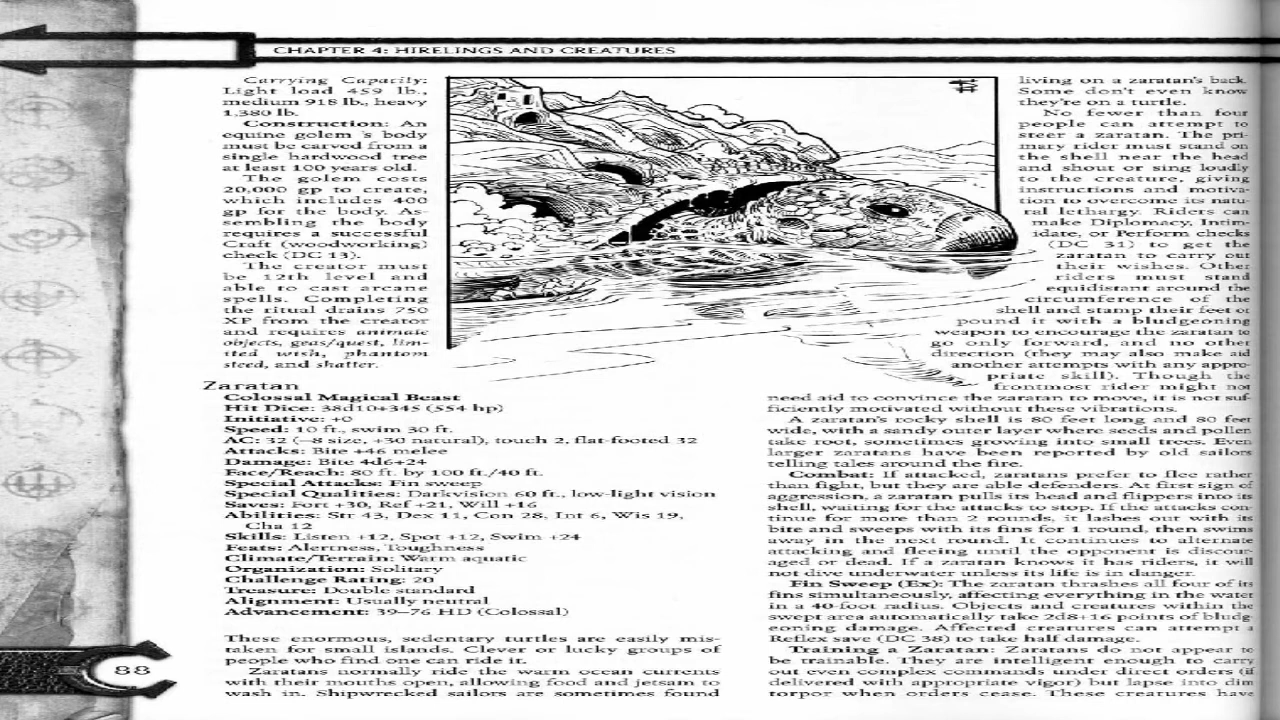 CHAPTER 4: HIRELINGS AND CREATURES
Carrying Capacity:
Light load 459 lb.,
medium 918 lb., heavy
1,380 lb.
Construction: An
equine golem 's body
must be carved from a
single hardwood tree
at least 100 years old.
The golem costs
20,000 gp to create,
which includes 400
gp for the body. As-
sembling the body
requires a successful
Craft (woodworking)
check (DC 13).
The creator must
be 12th level and
able to cast arcane
spells. Completing
the ritual drains 750
XP from the creator
and requires animate
objects, geas/quest, lim-
ited wish, phantom
steed, and shatter.
Zaratan
Colossal Magical Beast
Hit Dice: 38d10+345 (554 hp)
Initiative: +0
Speed: 10 ft., swim 30 ft.
AC: 32 (–8 size, +30 natural), touch 2, flat-footed 32
Attacks: Bite +46 melee
Damage: Bite 4d6+24
Face/Reach: 80 ft. by 100 ft./40 ft.
Special Attacks: Fin sweep
Special Qualities: Darkvision 60 ft., low-light vision
Saves: Fort +30, Ref +21, Will +16
Abilities: Str 43, Dex 11, Con 28, Int 6, Wis 19,
Cha 12
Skills: Listen +12, Spot +12, Swim +24
Feats: Alertness, Toughness
Climate/Terrain: Warm aquatic
Organization: Solitary
Challenge Rating: 20
Treasure: Double standard
Alignment: Usually neutral
Advancement: 39–76 HD (Colossal)
These enormous, sedentary turtles are easily mis-
taken for small islands. Clever or lucky groups of
people who find one can ride it.
Zaratans normally ride the warm ocean currents
with their mouths open, allowing food and jetsam to
wash in. Shipwrecked sailors are sometimes found
living on a zaratan's back.
Some don't even know
they're on a turtle.
No fewer than four
people can attempt to
steer a zaratan. The pri-
mary rider must stand on
the shell near the head
and shout or sing loudly
to the creature, giving
instructions and motiva-
tion to overcome its natu-
ral lethargy. Riders can
make Diplomacy, Intim-
idate, or Perform checks
(DC 31) to get the
zaratan to carry out
their wishes. Other
riders must stand
equidistant around the
circumference of the
shell and stamp their feet or
pound it with a bludgeoning
weapon to encourage the zaratan to
go only forward, and no other
direction (they may also make aid
another attempts with any appro-
priate skill). Though the
frontmost rider might not
need aid to convince the zaratan to move, it is not suf-
ficiently motivated without these vibrations.
A zaratan's rocky shell is 80 feet long and 80 feet
wide, with a sandy outer layer where seeds and pollen
take root, sometimes growing into small trees. Even
larger zaratans have been reported by old sailors
telling tales around the fire.
Combat: If attacked, zaratans prefer to flee rather
than fight, but they are able defenders. At first sign of
aggression, a zaratan pulls its head and flippers into its
shell, waiting for the attacks to stop. If the attacks con-
tinue for more than 2 rounds, it lashes out with its
bite and sweeps with its fins for 1 round, then swims
away in the next round. It continues to alternate
attacking and fleeing until the opponent is discour-
aged or dead. If a zaratan knows it has riders, it will
not dive underwater unless its life is in danger.
Fin Sweep (Ex): The zaratan thrashes all four of its
fins simultaneously, affecting everything in the water
in a 40-foot radius. Objects and creatures within the
swept area automatically take 2d8+16 points of bludg
eoning damage. Affected creatures can attempt a
Reflex save (DC 38) to take half damage.
Training a Zaratan: Zaratans do not appear to
be trainable. They are intelligent enough to carry
out even complex commands under direct orders (if
delivered with appropriate vigor) but lapse into dim
torpor when orders cease. These creatures have
88